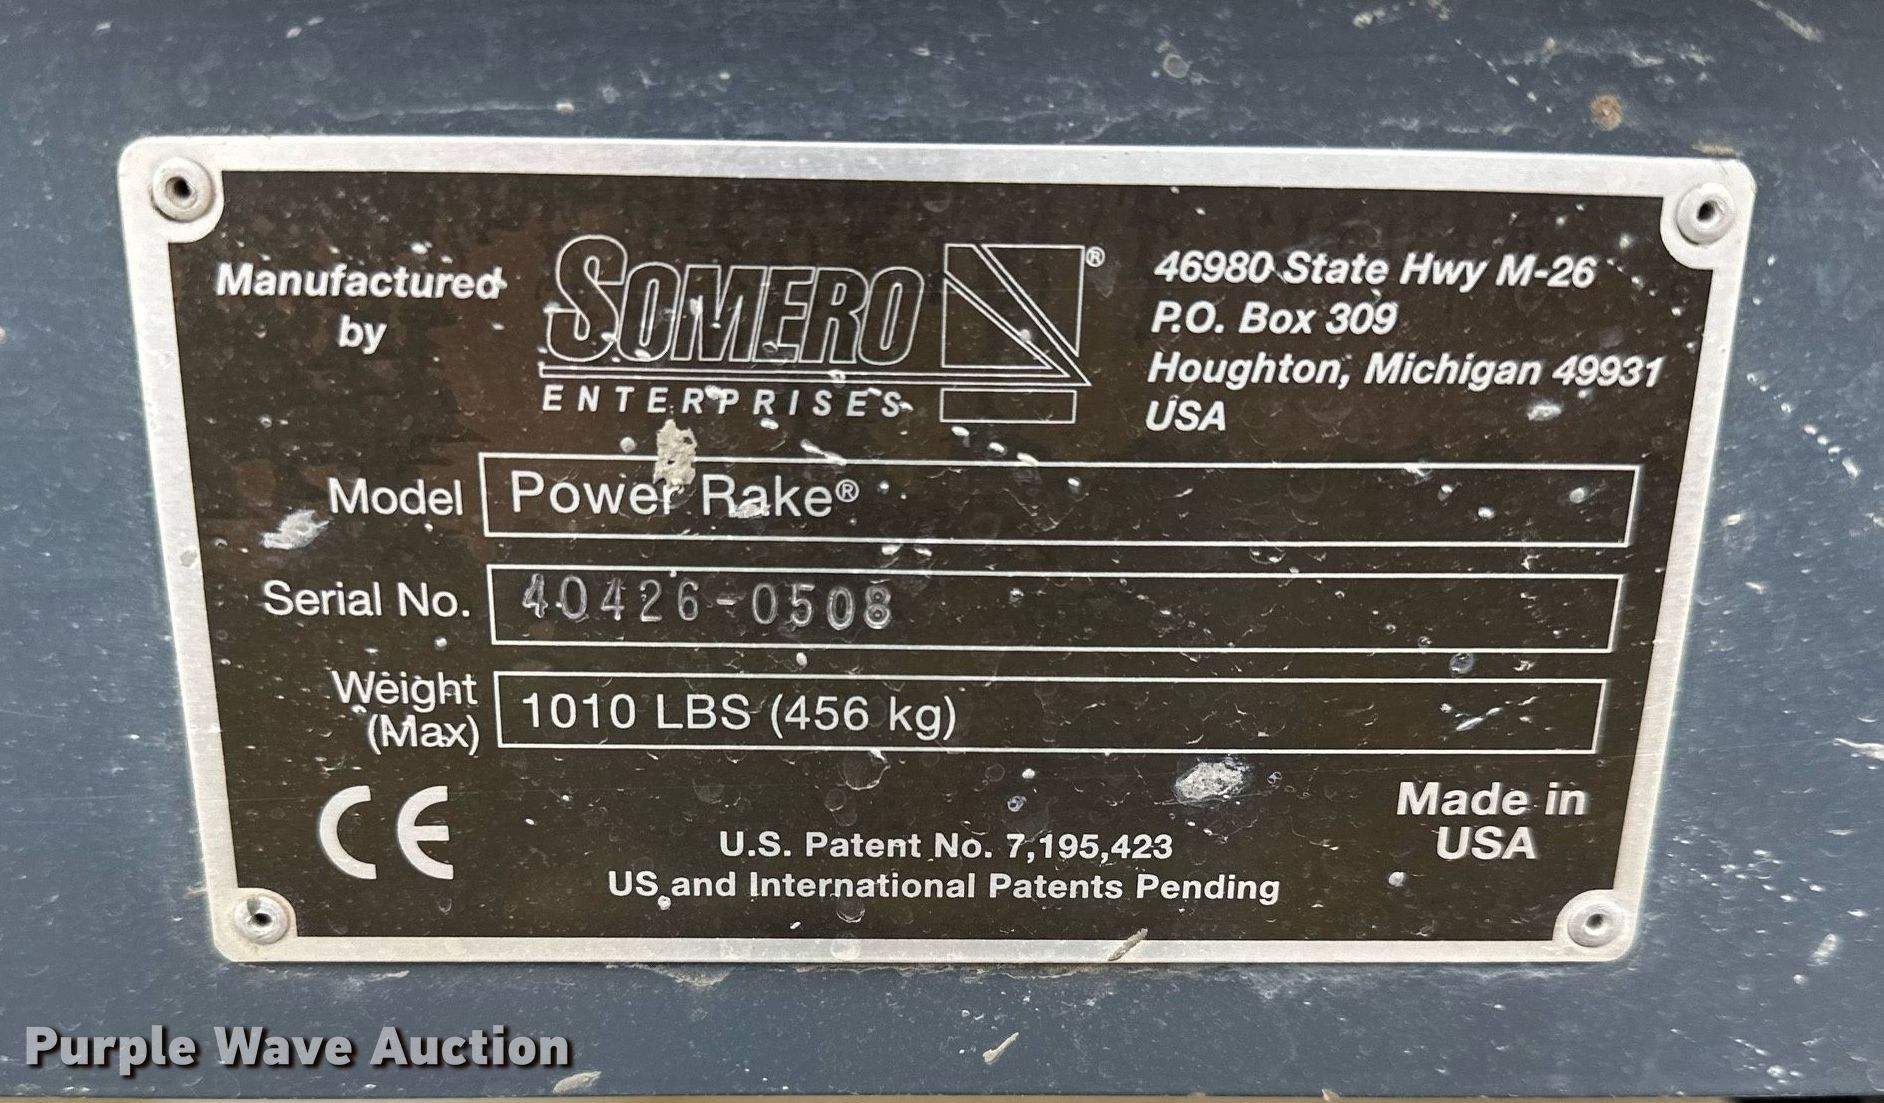 Manufactured
by
SOMERO®
ENTERPRISES
46980 State Hwy M-26
P.O. Box 309
Houghton, Michigan 49931
USA
Model Power Rake®
Serial No. 40426-0508
Weight
(Max) 1010 LBS (456 kg)
CE
U.S. Patent No. 7,195,423
US and International Patents Pending
Made in
USA
Purple Wave Auction